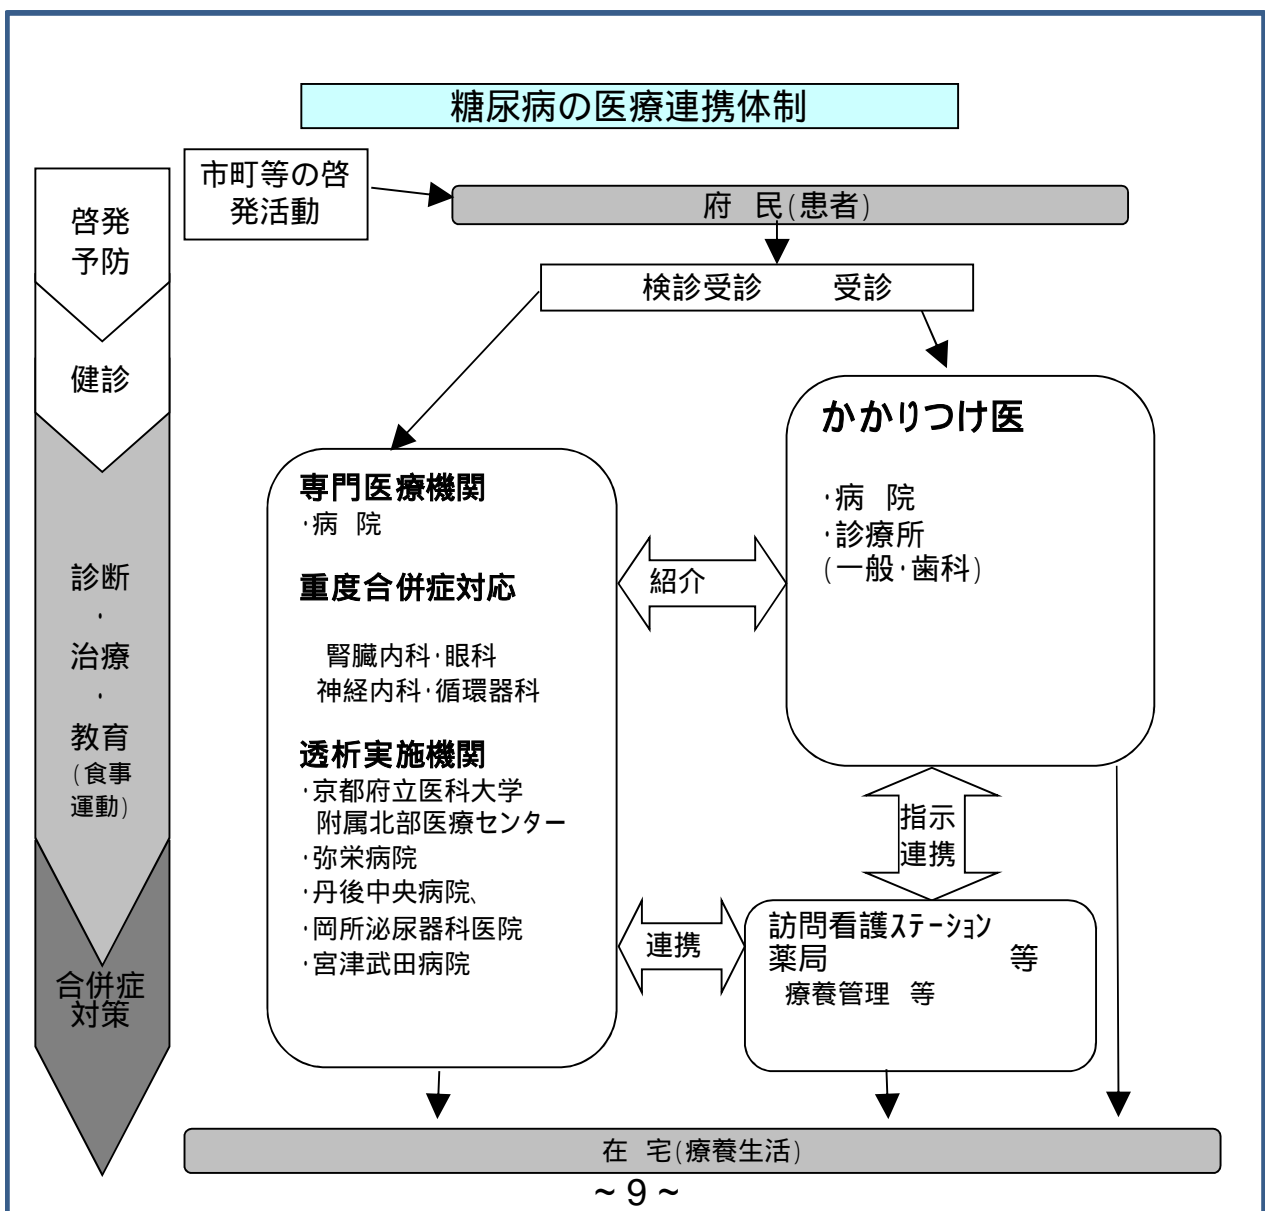 糖尿病の医療連携体制
市町等の啓
発活動
府 民(患者)
検診受診 受診
啓発
予防
健診
診断
・
治療
・
教育
(食事
運動)
合併症
対策
専門医療機関
・病 院
重度合併症対応
腎臓内科・眼科
神経内科・循環器科
透析実施機関
・京都府立医科大学
附属北部医療センター
・弥栄病院
・丹後中央病院、
・岡所泌尿器科医院
・宮津武田病院
紹介
かかりつけ医
・病 院
・診療所
(一般・歯科)
指示
連携
連携
訪問看護ｽﾃｰｼｮﾝ
薬局 等
療養管理 等
在 宅(療養生活)
~ 9 ~